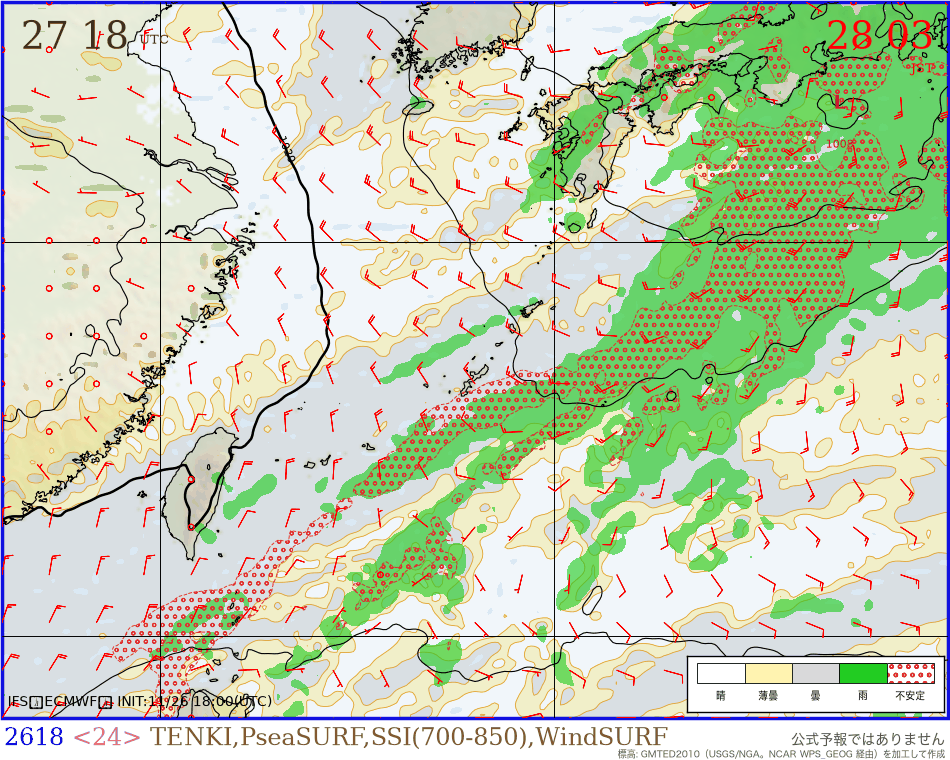 27 18 UTC
28 03
JST
L
1008
1020
晴 薄曇 曇 雨 不安定
IFS(ECMWF) INIT:11/26 18:00(UTC)
2618 <24> TENKI,PseaSURF,SSI(700-850),WindSURF
公式予報ではありません
標高: GMTED2010（USGS/NGA。NCAR WPS_GEOG 経由）を加工して作成